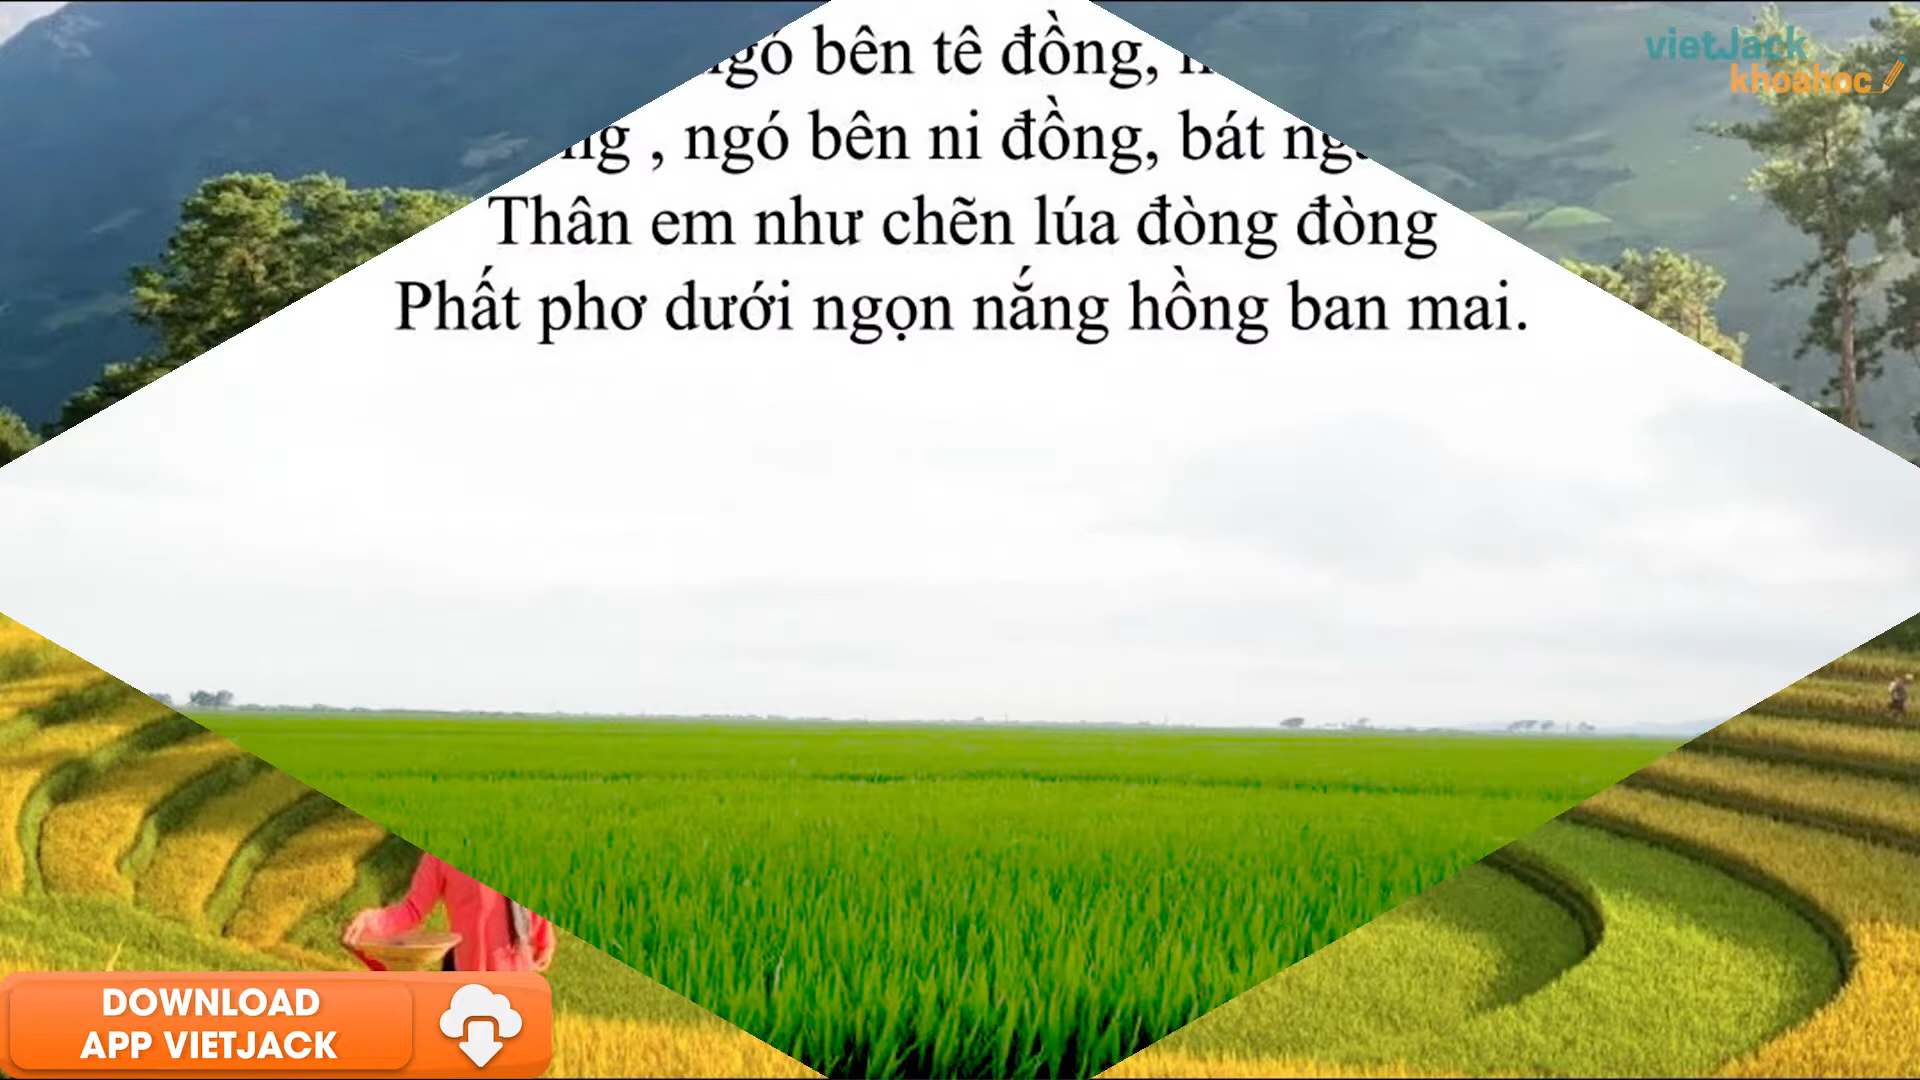 bên tê đồng,
, ngó bên ni đồng, bát
Thân em như chẽn lúa đòng đòng
Phất phơ dưới ngọn nắng hồng ban mai.
vietJack
khoahoc
DOWNLOAD
APP VIETJACK